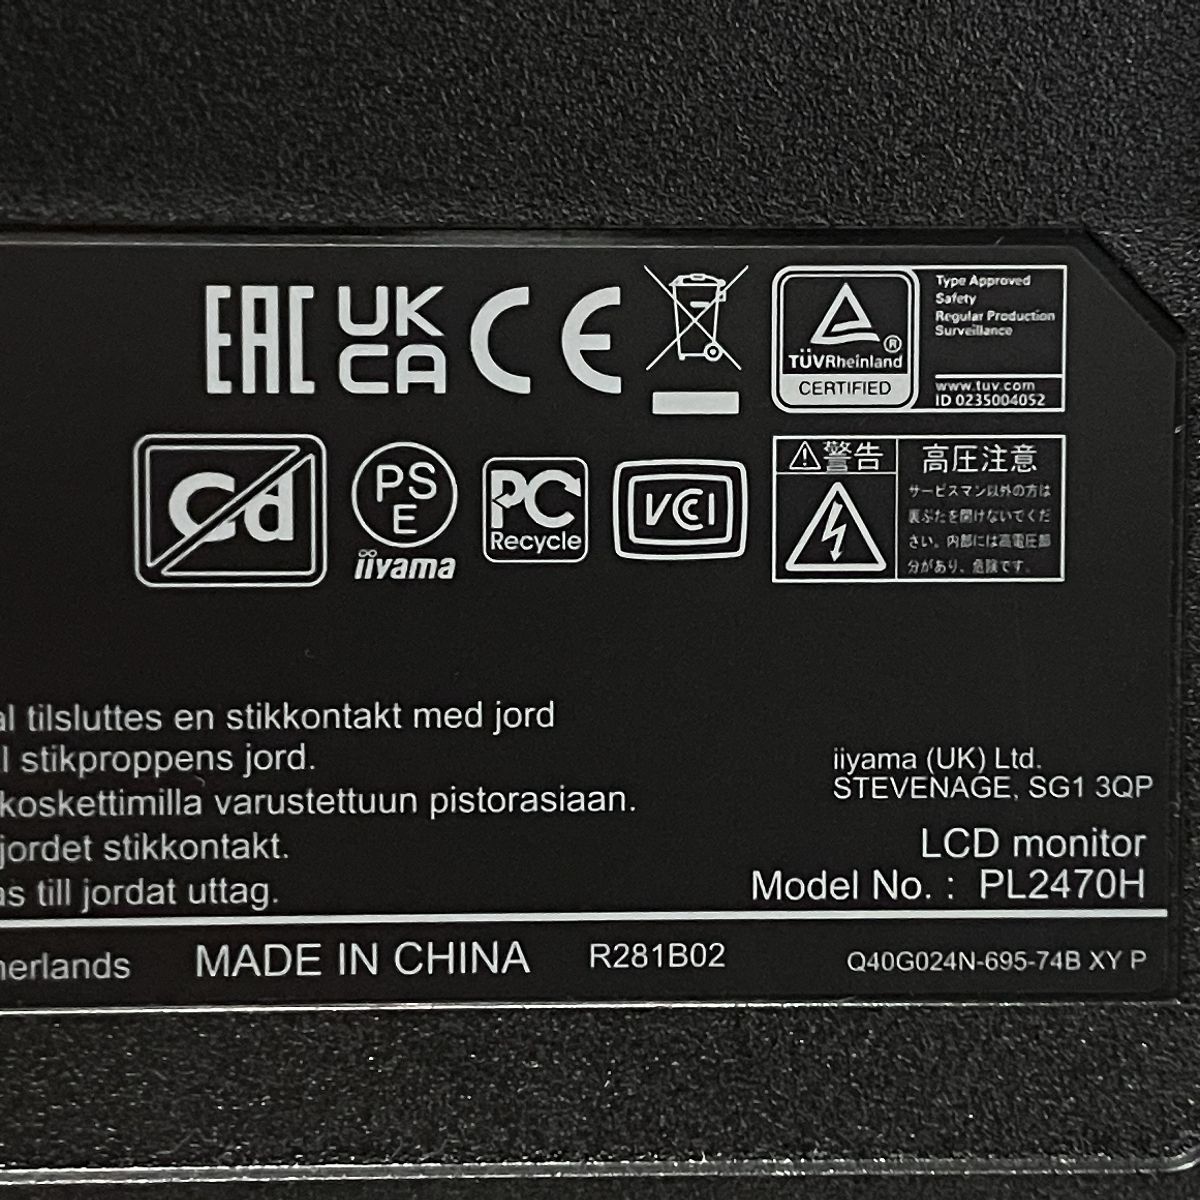 EAC UK CA CE
TÜVRheinland
CERTIFIED
Type Approved
Safety
Regular Production
Surveillance
www.tuv.com
ID 0235004052
Cd
PS
E
iiyama
PC
Recycle
VCCI
警告
高圧注意
サービスマン以外の方は
裏ぶたを開けないでくだ
さい。内部には高電圧部
分があり、危険です。
tilsluttes en stikkontakt med jord
stikproppens jord.
koskettimilla varustettuun pistorasiaan.
jordet stikkontakt.
till jordat uttag.
iiyama (UK) Ltd.
STEVENAGE, SG1 3QP
LCD monitor
Model No. : PL2470H
MADE IN CHINA R281B02 Q40G024N-695-74B XY P